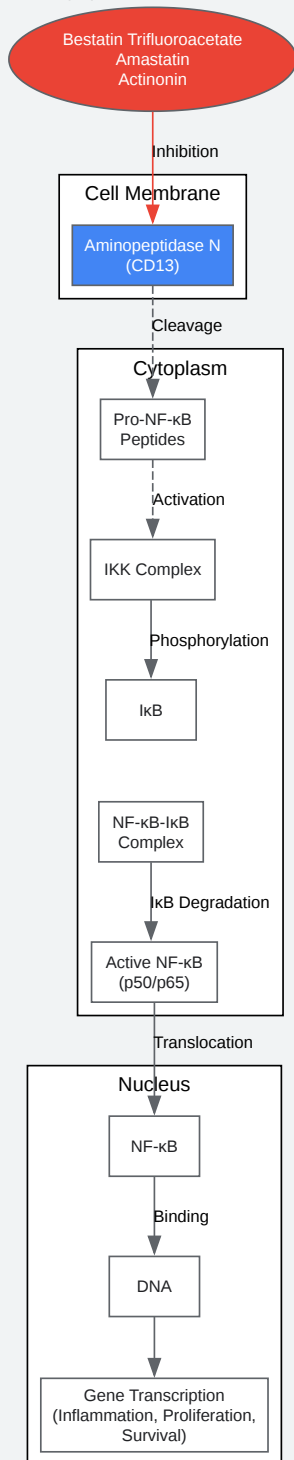 Bestatin Trifluoroacetate
Amastatin
Actinonin
Inhibition
Cell Membrane
Aminopeptidase N
(CD13)
Cleavage
Cytoplasm
Pro-NF-κB
Peptides
Activation
IKK Complex
Phosphorylation
IκB
NF-κB-IκB
Complex
IκB Degradation
Active NF-κB
(p50/p65)
Translocation
Nucleus
NF-κB
Binding
DNA
Gene Transcription
(Inflammation, Proliferation,
Survival)